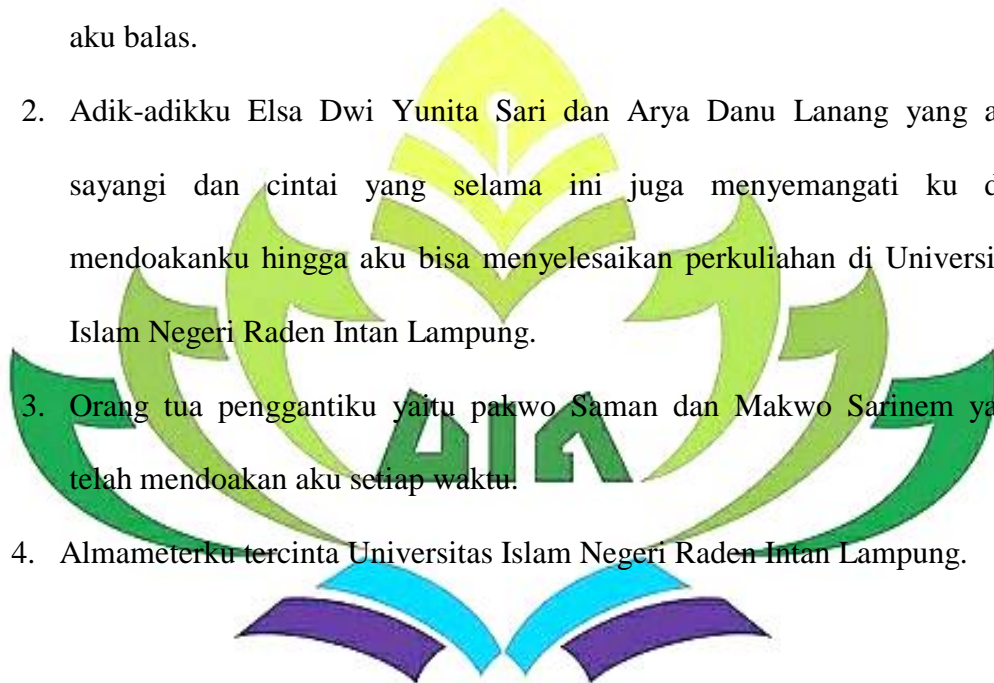 aku balas.
2. Adik-adikku Elsa Dwi Yunita Sari dan Arya Danu Lanang yang a
sayangi dan cintai yang selama ini juga menyemangati ku d
mendoakanku hingga aku bisa menyelesaikan perkuliahan di Universi
Islam Negeri Raden Intan Lampung.
3. Orang tua penggantiku yaitu pakwo Saman dan Makwo Sarinem ya
telah mendoakan aku setiap waktu.
4. Almameterku tercinta Universitas Islam Negeri Raden Intan Lampung.